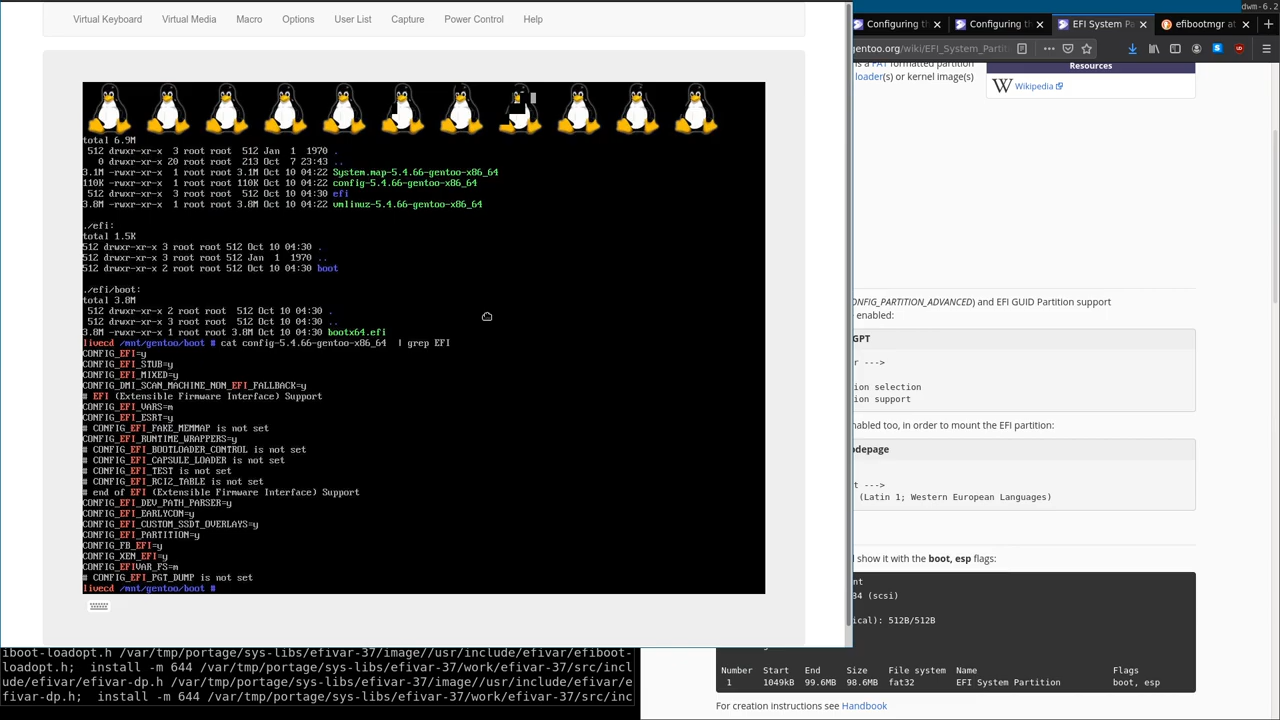 dwm-6.2
Virtual Keyboard
Virtual Media
Macro
Options
User List
Capture
Power Control
Help
total 6.9M
512 drwxr-xr-x 3 root root 512 Jan 1 1970 .
0 drwxr-xr-x 20 root root 213 Oct 7 23:43 ..
3.1M -rwxr-xr-x 1 root root 3.1M Oct 10 04:22 System.map-5.4.66-gentoo-x86_64
110K -rwxr-xr-x 1 root root 110K Oct 10 04:22 config-5.4.66-gentoo-x86_64
512 drwxr-xr-x 3 root root 512 Oct 10 04:30 efi
3.8M -rwxr-xr-x 1 root root 3.8M Oct 10 04:22 vmlinuz-5.4.66-gentoo-x86_64
./efi:
total 1.5K
512 drwxr-xr-x 3 root root 512 Oct 10 04:30 .
512 drwxr-xr-x 3 root root 512 Jan 1 1970 ..
512 drwxr-xr-x 2 root root 512 Oct 10 04:30 boot
./efi/boot:
total 3.8M
512 drwxr-xr-x 2 root root 512 Oct 10 04:30 .
512 drwxr-xr-x 3 root root 512 Oct 10 04:30 ..
3.8M -rwxr-xr-x 1 root root 3.8M Oct 10 04:30 bootx64.efi
livecd /mnt/gentoo/boot # cat config-5.4.66-gentoo-x86_64 | grep EFI
CONFIG_EFI=y
CONFIG_EFI_STUB=y
CONFIG_EFI_MIXED=y
CONFIG_DMI_SCAN_MACHINE_NON_EFI_FALLBACK=y
# EFI (Extensible Firmware Interface) Support
CONFIG_EFI_VARS=m
CONFIG_EFI_ESRT=y
# CONFIG_EFI_FAKE_MEMMAP is not set
CONFIG_EFI_RUNTIME_WRAPPERS=y
# CONFIG_EFI_BOOTLOADER_CONTROL is not set
# CONFIG_EFI_CAPSULE_LOADER is not set
# CONFIG_EFI_TEST is not set
# CONFIG_EFI_RCI2_TABLE is not set
# end of EFI (Extensible Firmware Interface) Support
CONFIG_EFI_DEV_PATH_PARSER=y
CONFIG_EFI_EARLYCON=y
CONFIG_EFI_CUSTOM_SSDT_OVERLAYS=y
CONFIG_EFI_PARTITION=y
CONFIG_FB_EFI=y
CONFIG_XEN_EFI=y
CONFIG_EFIVAR_FS=m
# CONFIG_EFI_PGT_DUMP is not set
livecd /mnt/gentoo/boot #
iboot-loadopt.h /var/tmp/portage/sys-libs/efivar-37/image//usr/include/efivar/efiboot-
loadopt.h; install -m 644 /var/tmp/portage/sys-libs/efivar-37/work/efivar-37/src/incl
ude/efivar/efivar-dp.h /var/tmp/portage/sys-libs/efivar-37/image//usr/include/efivar/e
fivar-dp.h; install -m 644 /var/tmp/portage/sys-libs/efivar-37/work/efivar-37/src/inc
Configuring th
Configuring th
EFI System Pa
efibootmgr at
gentoo.org/wiki/EFI_System_Partit
is a FAT formatted partition
loader(s) or kernel image(s)
Resources
Wikipedia
ONFIG_PARTITION_ADVANCED) and EFI GUID Partition support
enabled:
GPT
-->
ion selection
tion support
nabled too, in order to mount the EFI partition:
odepage
-->
(Latin 1; Western European Languages)
show it with the boot, esp flags:
nt
34 (scsi)
ical): 512B/512B
Number Start End Size File system Name Flags
1 1049kB 99.6MB 98.6MB fat32 EFI System Partition boot, esp
For creation instructions see Handbook